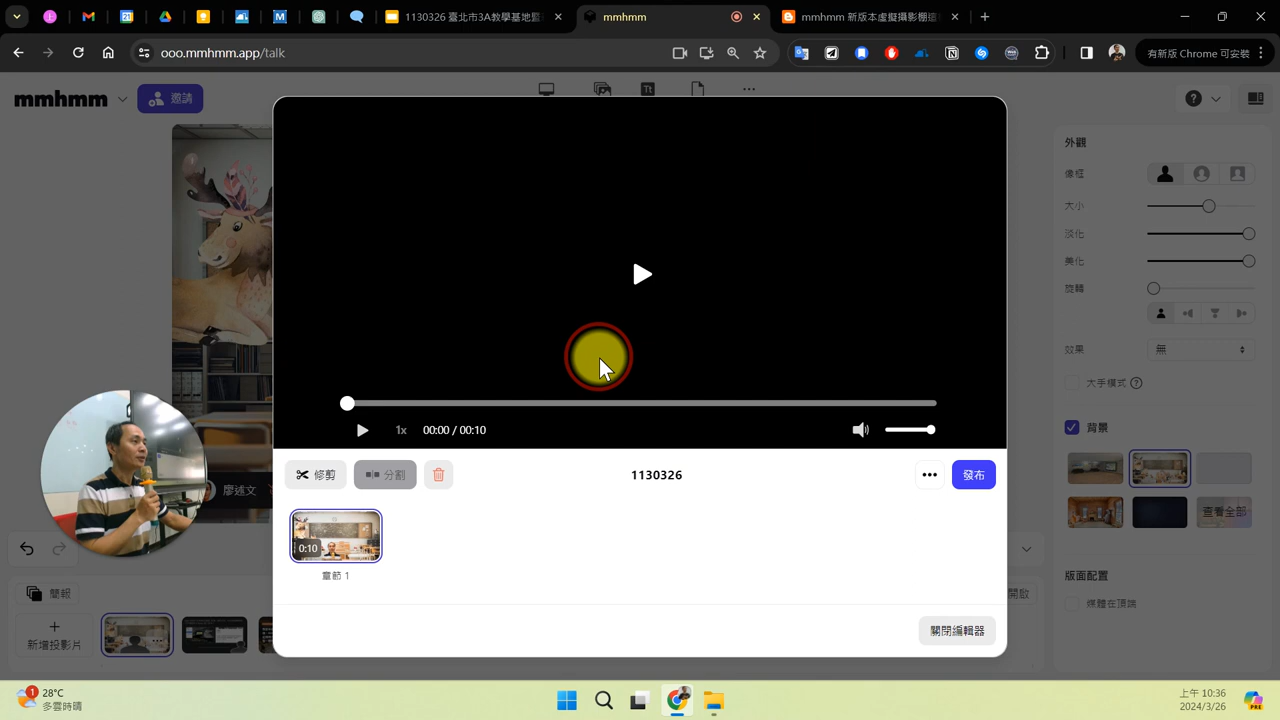 1130326 臺北市3A教學基地暨
mmhmm
mmhmm 新版本虛擬攝影棚這
ooo.mmhmm.app/talk
有新版 Chrome 可安裝
mmhmm
邀請
外觀
像框
大小
淡化
美化
旋轉
效果
無
大手模式
背景
查看全部
版面配置
媒體在頂端
廖述文
00:00 / 00:10
1x
修剪
分割
1130326
發布
0:10
章節 1
關閉編輯器
簡報
開啟
新增投影片
28°C
多雲時晴
上午 10:36
2024/3/26